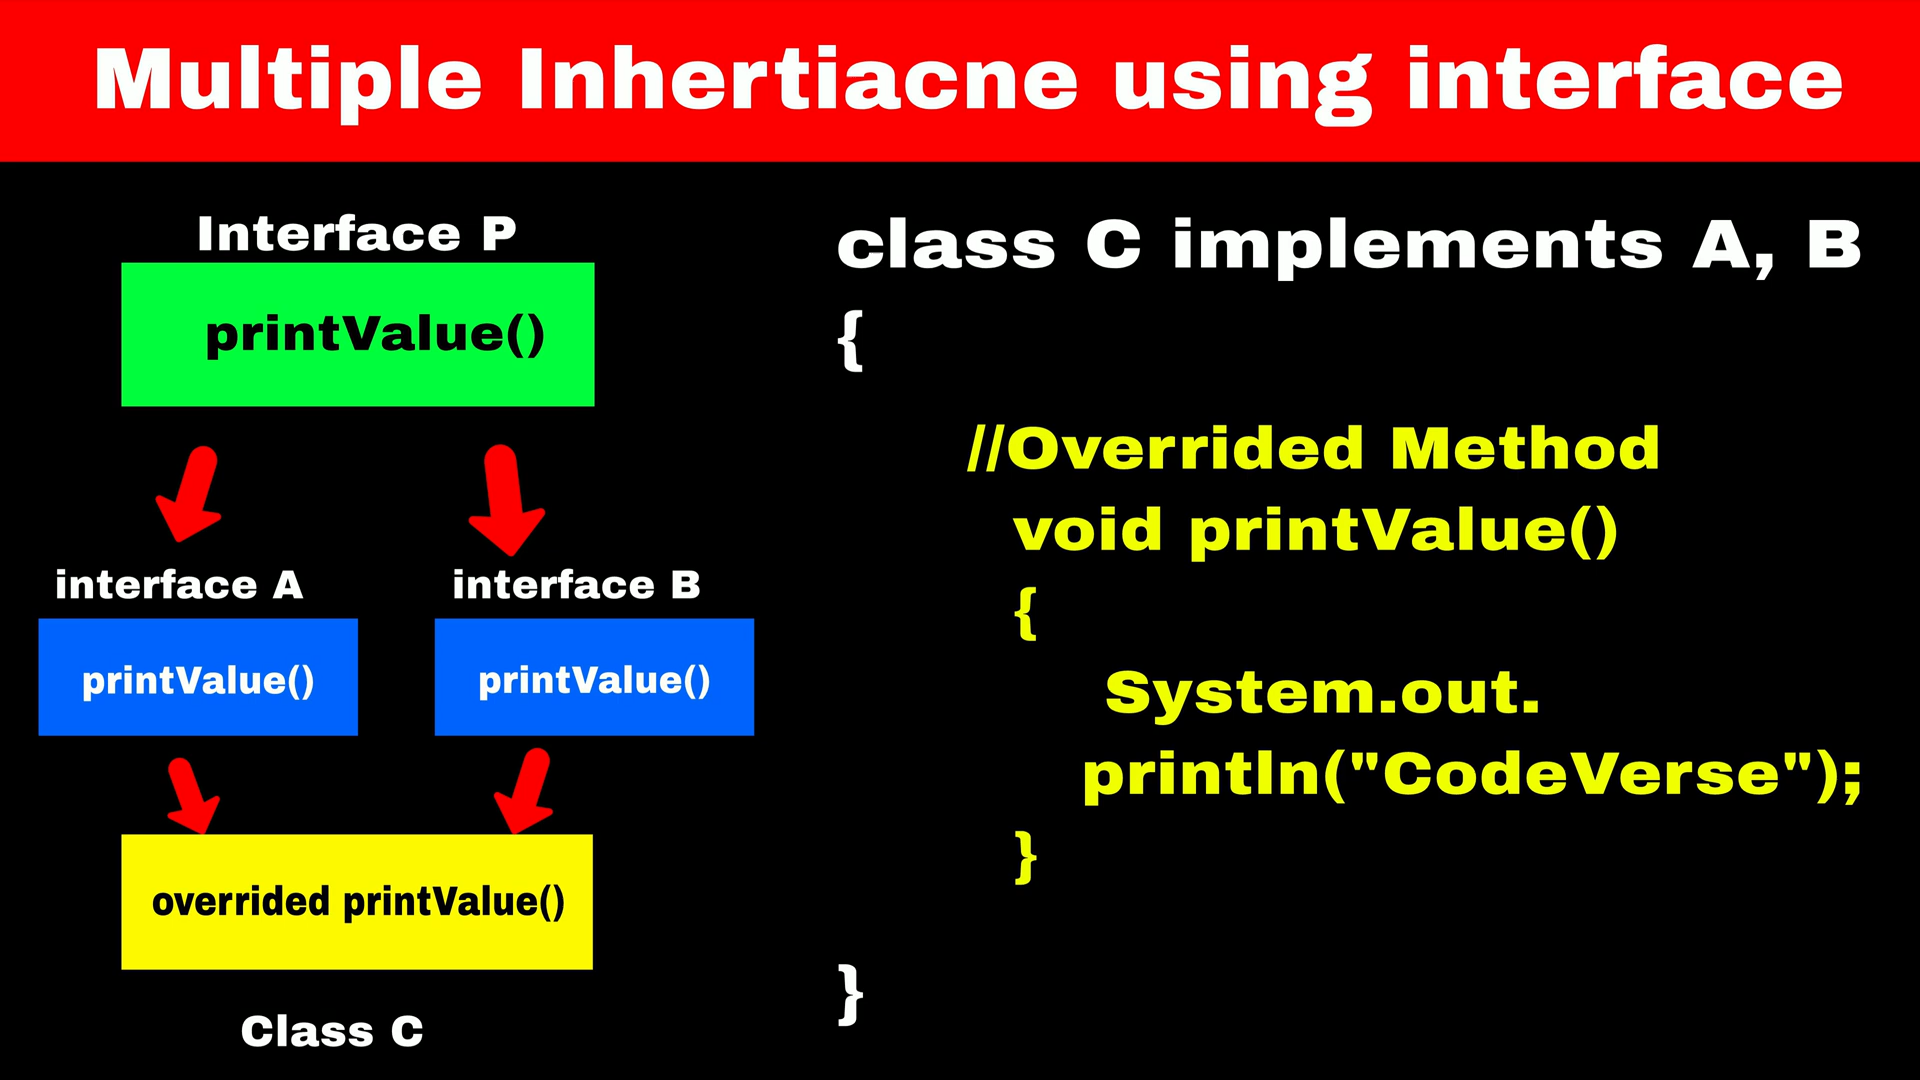 Multiple Inhertiacne using interface
Interface P
printValue()
interface A
interface B
printValue()
printValue()
overrided printValue()
Class C
class C implements A, B
{
//Overrided Method
void printValue()
{
System.out.
println("CodeVerse");
}
}